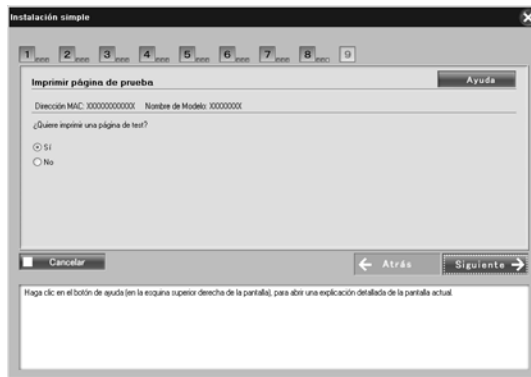 Instalación simple
1 2 3 4 5 6 7 8 9
Imprimir página de prueba
Ayuda
Dirección MAC: XXXXXXXXXXXX Nombre de Modelo: XXXXXXXX
¿Quiere imprimir una página de test?
Sí
No
Cancelar
Atrás
Siguiente
Haga clic en el botón de ayuda (en la esquina superior derecha de la pantalla), para abrir una explicación detallada de la pantalla actual.